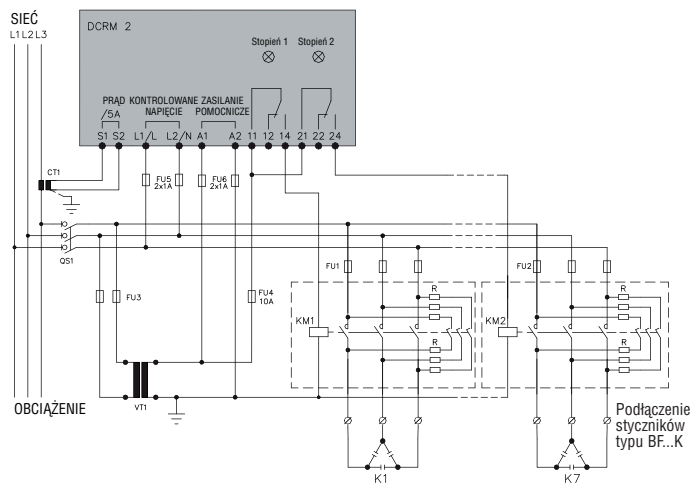 SIEĆ
L1 L2 L3
DCRM 2
Stopień 1 Stopień 2
PRĄD KONTROLOWANE ZASILANIE
/5A NAPIĘCIE POMOCNICZE
S1 S2 L1/L L2/N A1 A2 11 12 14 21 22 24
CT1
FU5
2x1A
FU6
2x1A
QS1
FU1
FU2
FU3
FU4
10A
R
R
KM1
KM2
R
R
VT1
OBCIĄŻENIE
Podłączenie
styczników
typu BF...K
K1
K7